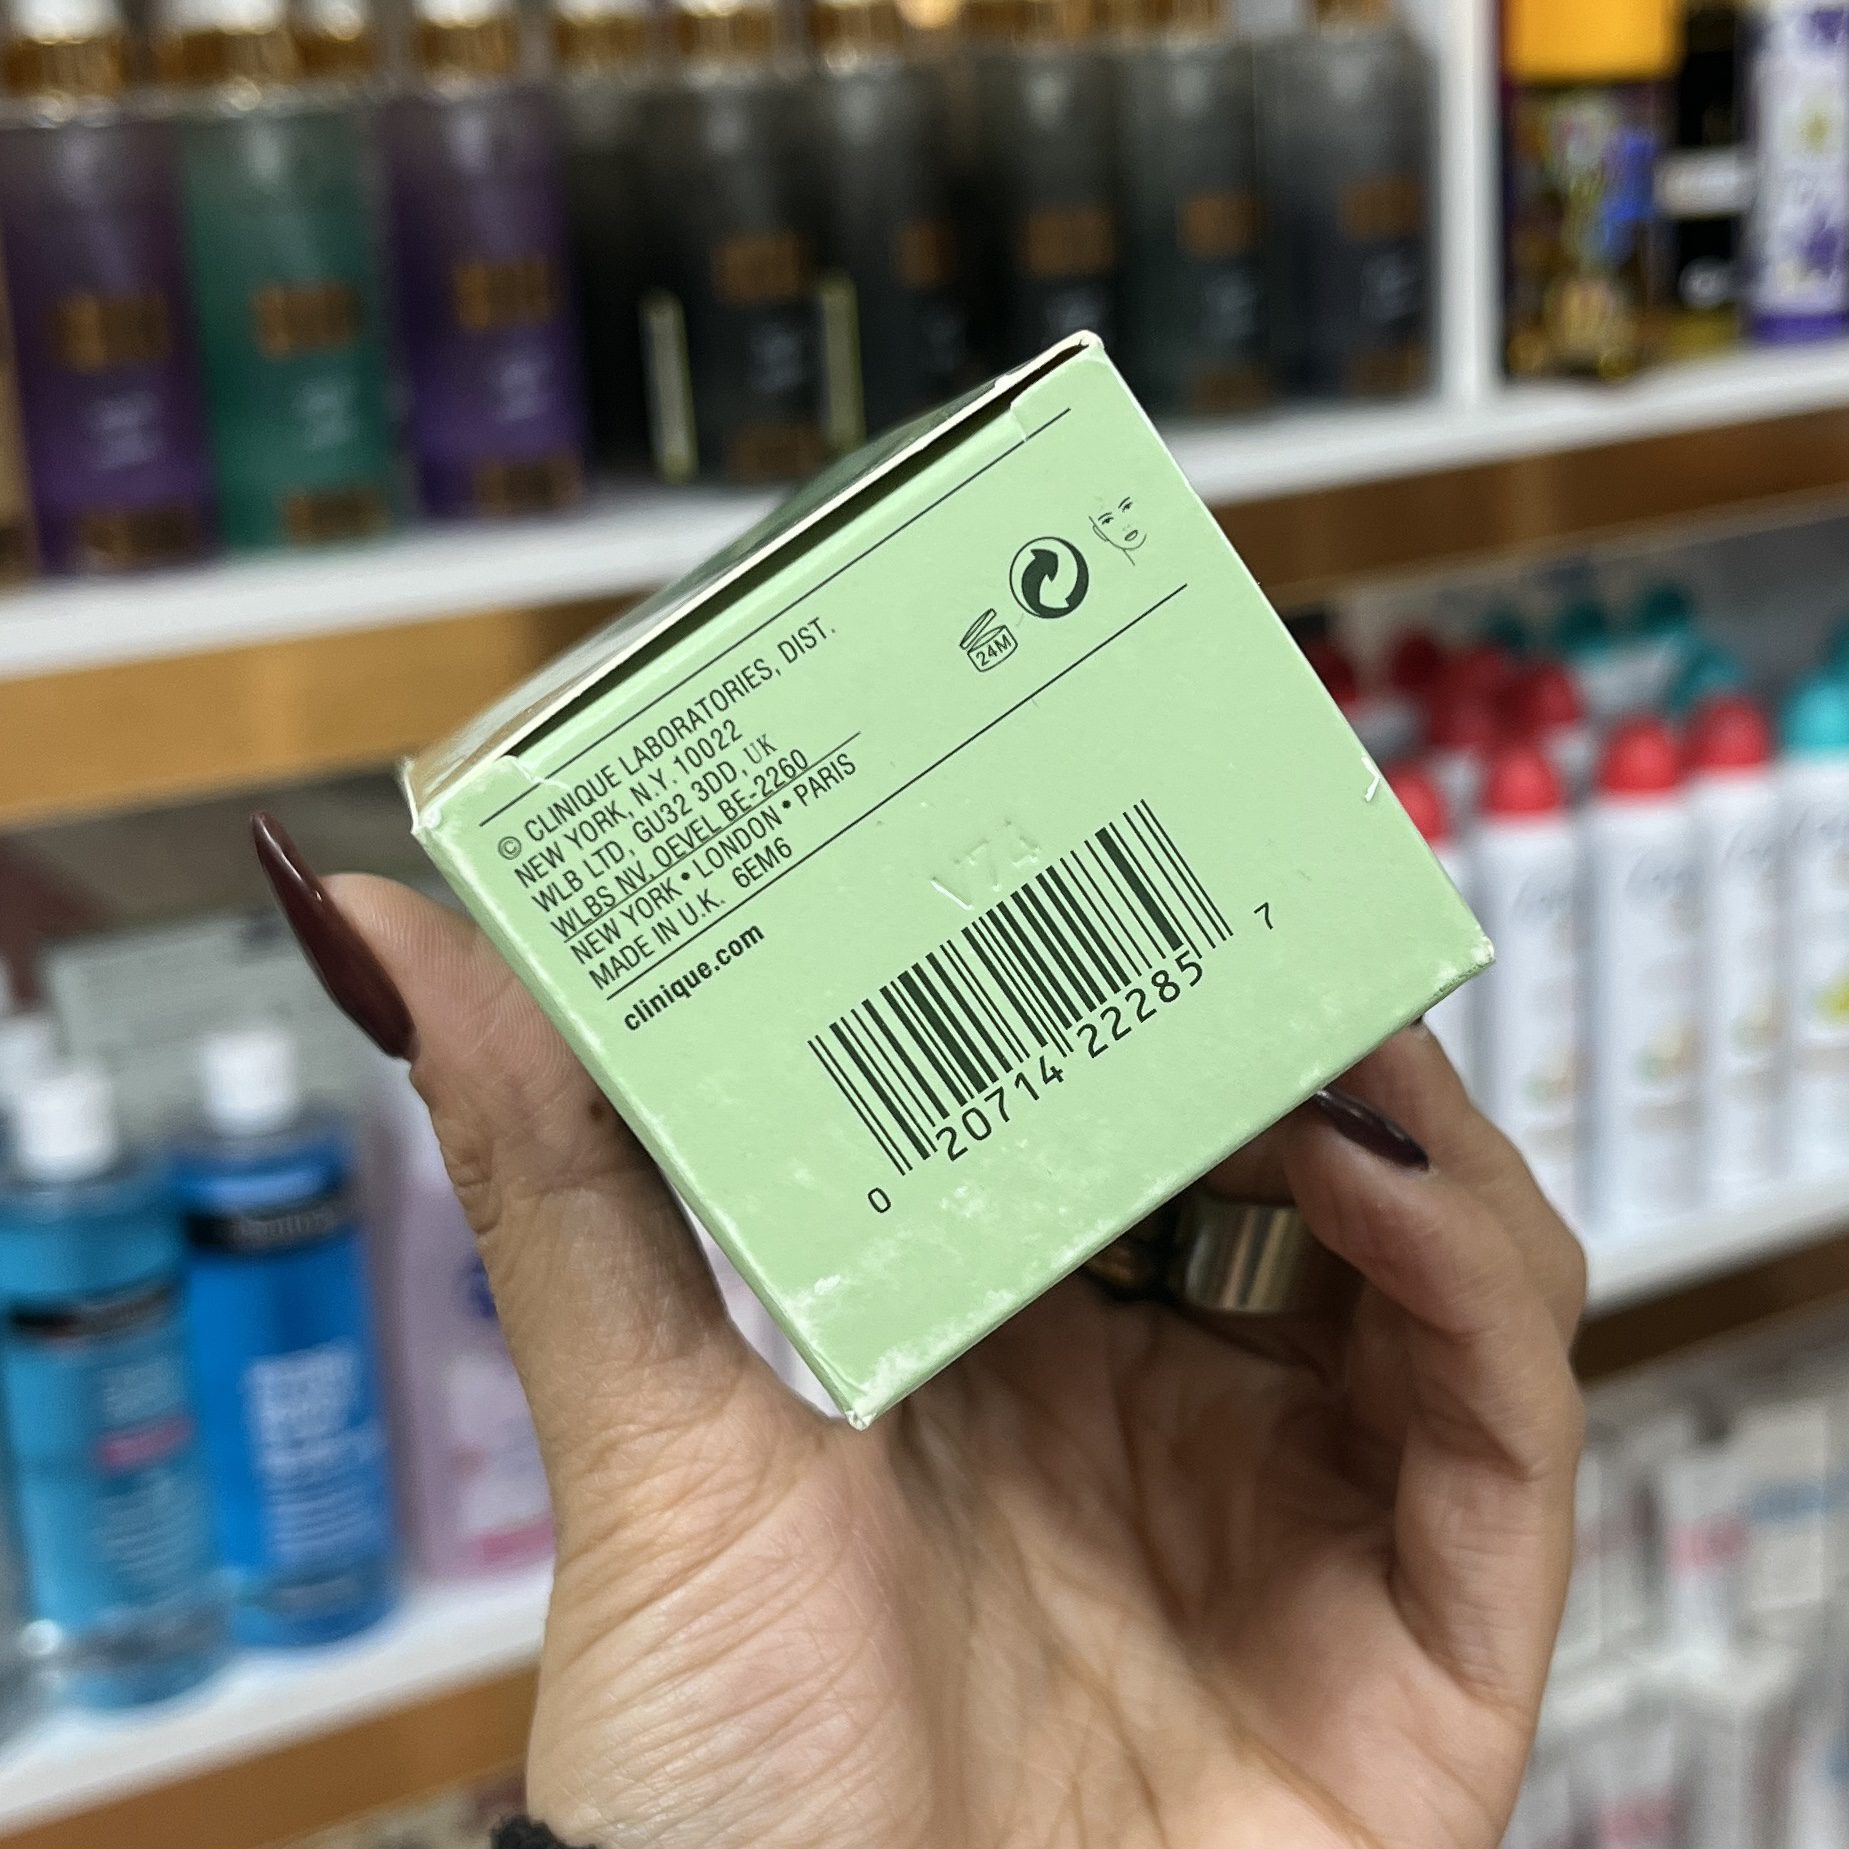 © CLINIQUE LABORATORIES, DIST.
NEW YORK, N.Y. 10022
WLB LTD, GU32 3DD, UK
WLBS NV, OEVEL BE-2260
NEW YORK • LONDON • PARIS
MADE IN U.K. 6EM6
clinique.com
24M
V74
0 20714 22285 7